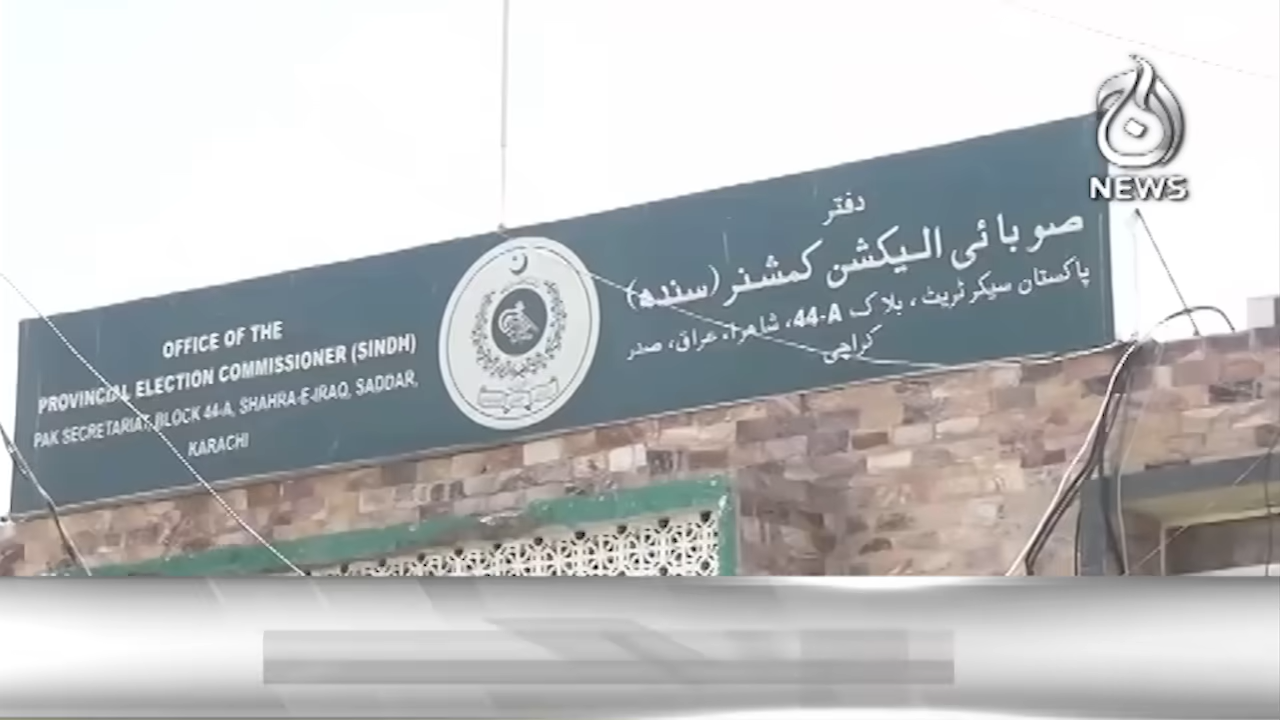 OFFICE OF THE
PROVINCIAL ELECTION COMMISSIONER (SINDH)
PAK SECRETARIAT, BLOCK 44-A, SHAHRA-E-IRAQ, SADDAR,
KARACHI
دفتر
صوبائی الیکشن کمشنر (سندھ)
پاکستان سیکرٹریٹ، بلاک 44-A، شاہراہ عراق، صدر
کراچی
NEWS